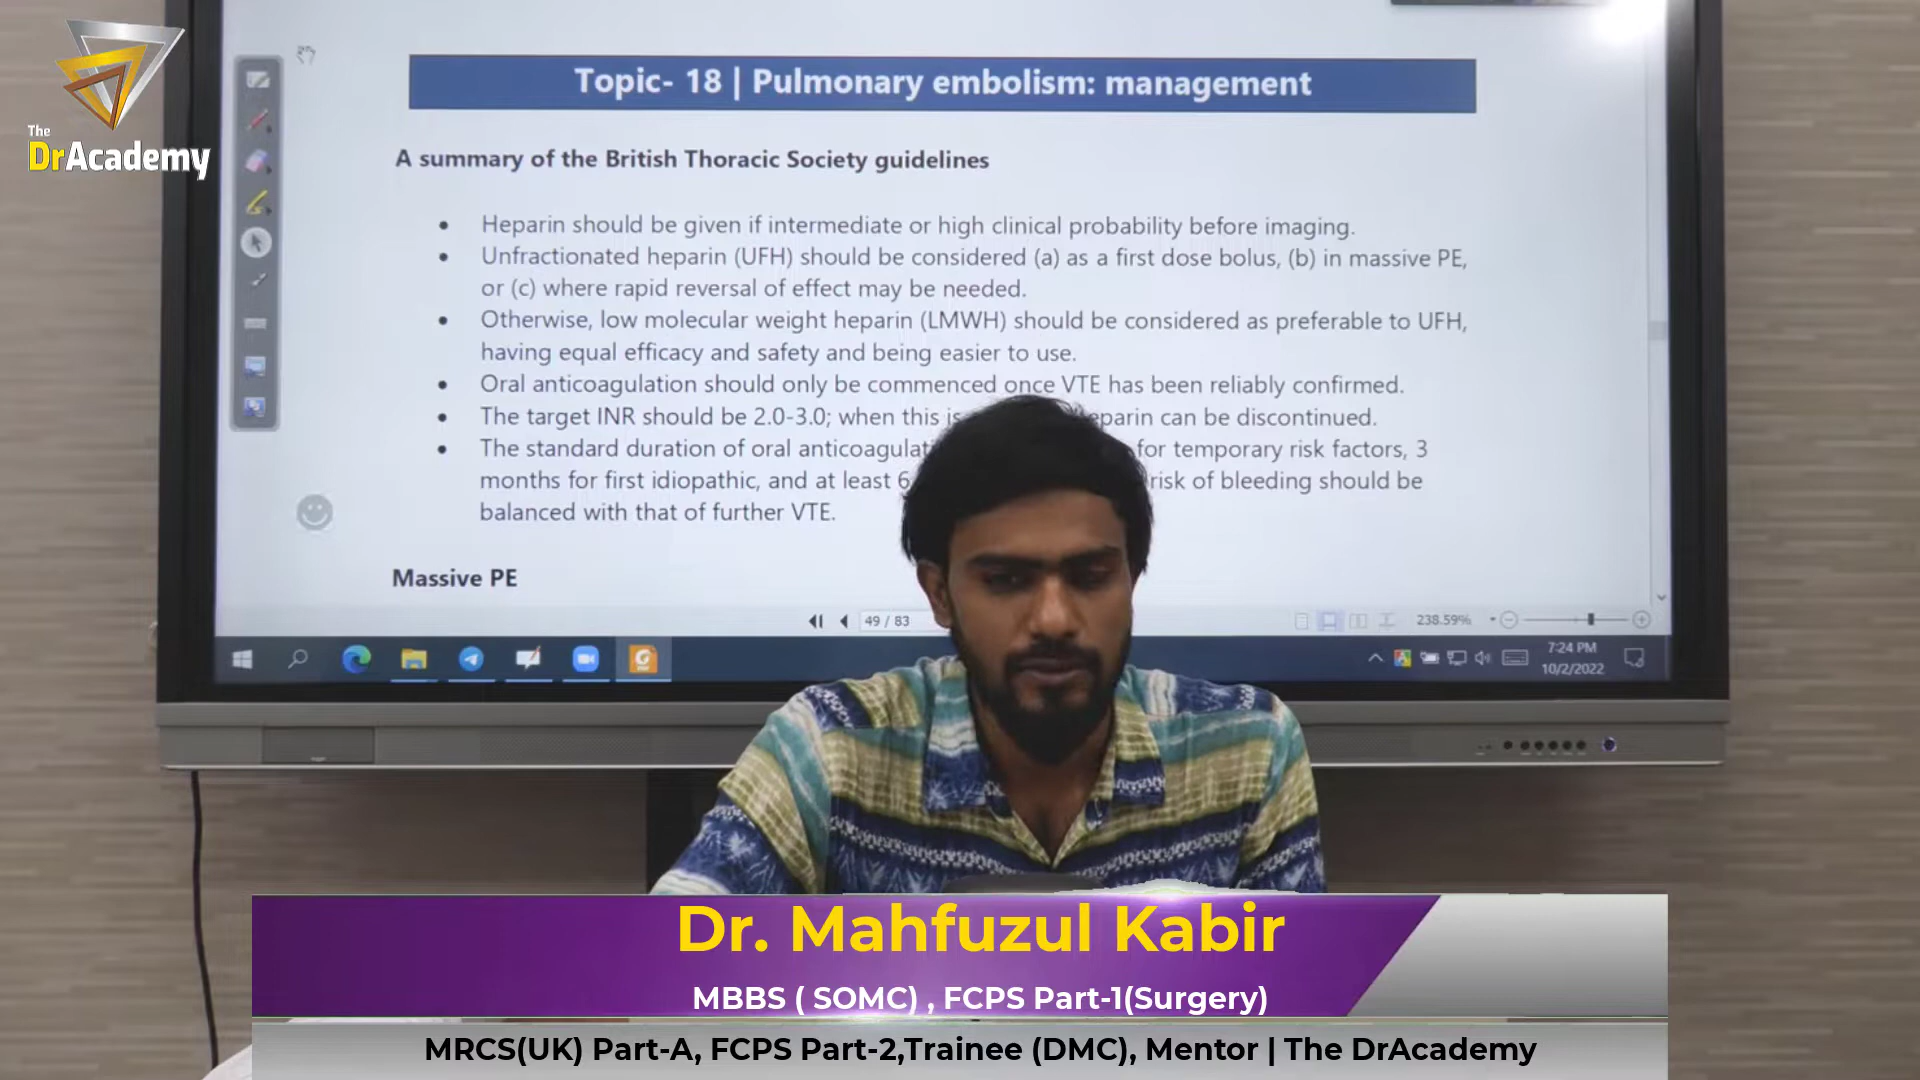 The
DrAcademy
Topic- 18 | Pulmonary embolism: management
A summary of the British Thoracic Society guidelines
• Heparin should be given if intermediate or high clinical probability before imaging.
• Unfractionated heparin (UFH) should be considered (a) as a first dose bolus, (b) in massive PE,
or (c) where rapid reversal of effect may be needed.
• Otherwise, low molecular weight heparin (LMWH) should be considered as preferable to UFH,
having equal efficacy and safety and being easier to use.
• Oral anticoagulation should only be commenced once VTE has been reliably confirmed.
• The target INR should be 2.0-3.0; when this is eparin can be discontinued.
• The standard duration of oral anticoagulati for temporary risk factors, 3
months for first idiopathic, and at least 6 risk of bleeding should be
balanced with that of further VTE.
Massive PE
49 / 83
238.59%
7:24 PM
10/2/2022
Dr. Mahfuzul Kabir
MBBS ( SOMC) , FCPS Part-1(Surgery)
MRCS(UK) Part-A, FCPS Part-2,Trainee (DMC), Mentor | The DrAcademy